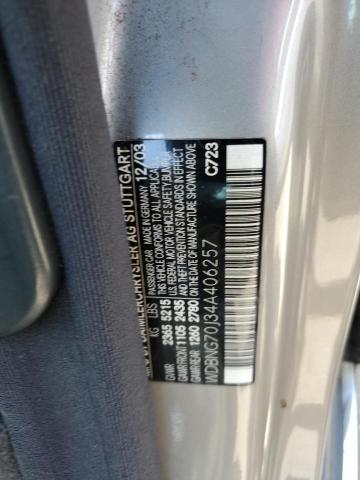 MFD BY DAIMLERCHRYSLER AG STUTTGART
PASSENGER CAR MADE IN GERMANY 12/03
KG LBS
GVWR 2365 5215
GAWR FRONT 1105 2435
GAWR REAR 1260 2780
THIS VEHICLE CONFORMS TO ALL APPLICABLE
U.S. FEDERAL MOTOR VEHICLE SAFETY, BUMPER
AND THEFT PREVENTION STANDARDS IN EFFECT
ON THE DATE OF MANUFACTURE SHOWN ABOVE
WDBNG70J34A406257 C723